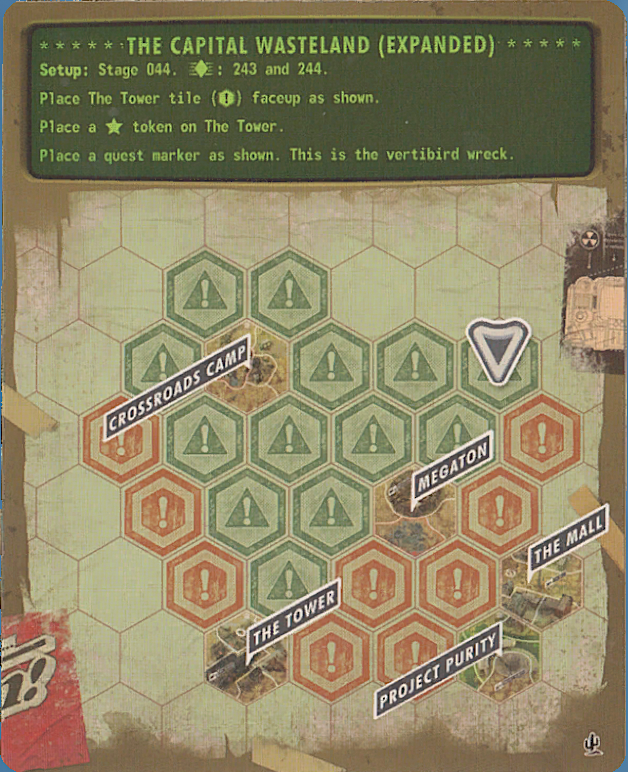 * * * * * THE CAPITAL WASTELAND (EXPANDED) * * * * *
Setup: Stage 044. : 243 and 244.
Place The Tower tile (!) faceup as shown.
Place a ★ token on The Tower.
Place a quest marker as shown. This is the vertibird wreck.
CROSSROADS CAMP
MEGATON
THE MALL
THE TOWER
PROJECT PURITY